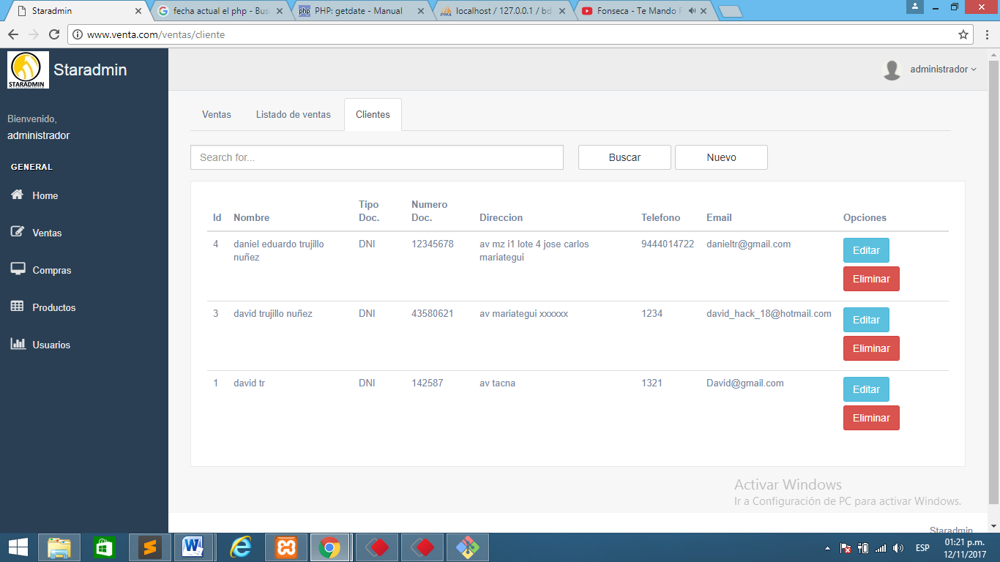 Staradmin
fecha actual el php - Bus
PHP: getdate - Manual
localhost / 127.0.0.1 / bd
Fonseca - Te Mando F
www.venta.com/ventas/cliente
STARADMIN
Staradmin
administrador
Bienvenido,
administrador
GENERAL
Home
Ventas
Compras
Productos
Usuarios
Ventas Listado de ventas Clientes
Search for...
Buscar
Nuevo
Id Nombre Tipo Doc. Numero Doc. Direccion Telefono Email Opciones
4 daniel eduardo trujillo nuñez DNI 12345678 av mz i1 lote 4 jose carlos mariategui 9444014722 danieltr@gmail.com Editar
Eliminar
3 david trujillo nuñez DNI 43580621 av mariategui xxxxxx 1234 david_hack_18@hotmail.com Editar
Eliminar
1 david tr DNI 142587 av tacna 1321 David@gmail.com Editar
Eliminar
Activar Windows
Ir a Configuración de PC para activar Windows.
Staradmin
ESP
01:21 p.m.
12/11/2017